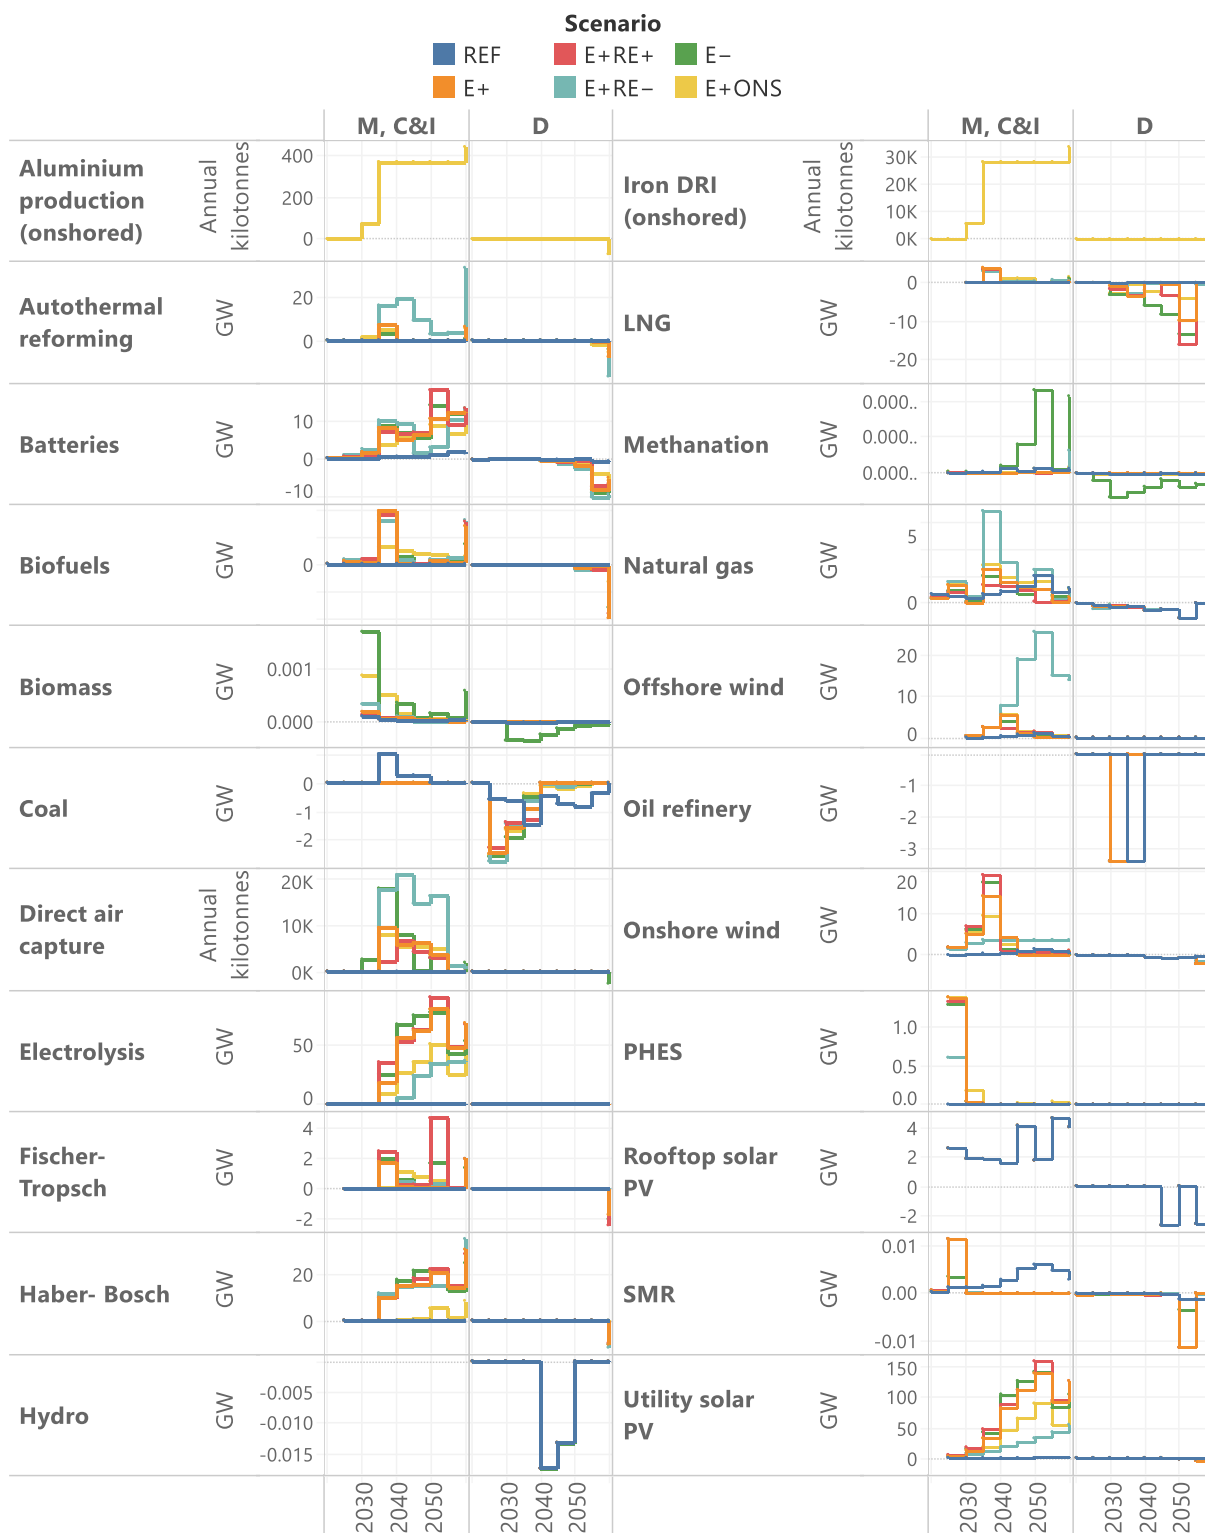 Scenario
REF
E+RE+
E−
E+
E+RE−
E+ONS
M, C&I
D
M, C&I
D
Aluminium
production
(onshored)
Annual
kilotonnes
400
200
0
Iron DRI
(onshored)
Annual
kilotonnes
30K
20K
10K
0K
Autothermal
reforming
GW
20
0
LNG
GW
0
-10
-20
Batteries
GW
10
0
-10
Methanation
GW
0.000..
0.000..
0.000..
Biofuels
GW
0
Natural gas
GW
5
0
Biomass
GW
0.001
0.000
Offshore wind
GW
20
10
0
Coal
GW
0
-1
-2
Oil refinery
GW
-1
-2
-3
Direct air
capture
Annual
kilotonnes
20K
10K
0K
Onshore wind
GW
20
10
0
Electrolysis
GW
50
0
PHES
GW
1.0
0.5
0.0
Fischer-
Tropsch
GW
4
2
0
-2
Rooftop solar
PV
GW
4
2
0
-2
Haber- Bosch
GW
20
0
SMR
GW
0.01
0.00
-0.01
Hydro
GW
-0.005
-0.010
-0.015
Utility solar
PV
GW
150
100
50
0
2030
2040
2050
2030
2040
2050
2030
2040
2050
2030
2040
2050